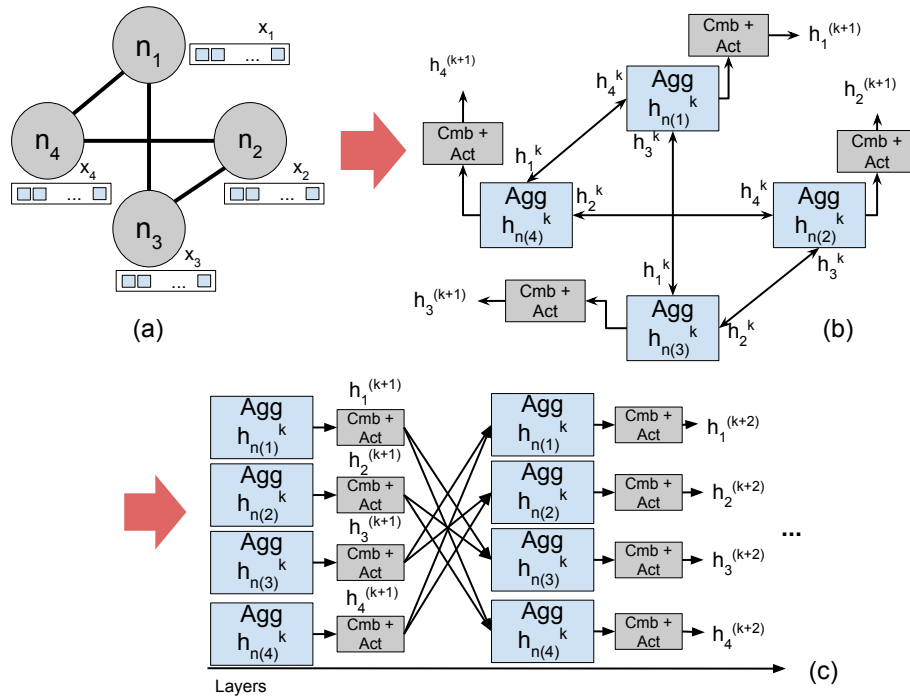 n₁
x₁
...
n₄
x₄
...
n₂
x₂
...
n₃
x₃
...
(a)
Cmb + Act
h₁⁽ᵏ⁺¹⁾
h₄⁽ᵏ⁺¹⁾
h₄ᵏ
Agg
hₙ₍₁₎ᵏ
h₃ᵏ
h₂⁽ᵏ⁺¹⁾
Cmb +
Act
Cmb +
Act
h₁ᵏ
Agg
hₙ₍₄₎ᵏ
h₂ᵏ
h₄ᵏ
Agg
hₙ₍₂₎ᵏ
h₃ᵏ
h₁ᵏ
h₃⁽ᵏ⁺¹⁾
Cmb +
Act
Agg
hₙ₍₃₎ᵏ
h₂ᵏ
(b)
Agg
hₙ₍₁₎ᵏ
h₁⁽ᵏ⁺¹⁾
Cmb +
Act
Agg
hₙ₍₁₎ᵏ
Cmb +
Act
h₁⁽ᵏ⁺²⁾
Agg
hₙ₍₂₎ᵏ
h₂⁽ᵏ⁺¹⁾
Cmb +
Act
Agg
hₙ₍₂₎ᵏ
Cmb +
Act
h₂⁽ᵏ⁺²⁾
...
Agg
hₙ₍₃₎ᵏ
h₃⁽ᵏ⁺¹⁾
Cmb +
Act
Agg
hₙ₍₃₎ᵏ
Cmb +
Act
h₃⁽ᵏ⁺²⁾
Agg
hₙ₍₄₎ᵏ
h₄⁽ᵏ⁺¹⁾
Cmb +
Act
Agg
hₙ₍₄₎ᵏ
Cmb +
Act
h₄⁽ᵏ⁺²⁾
(c)
Layers